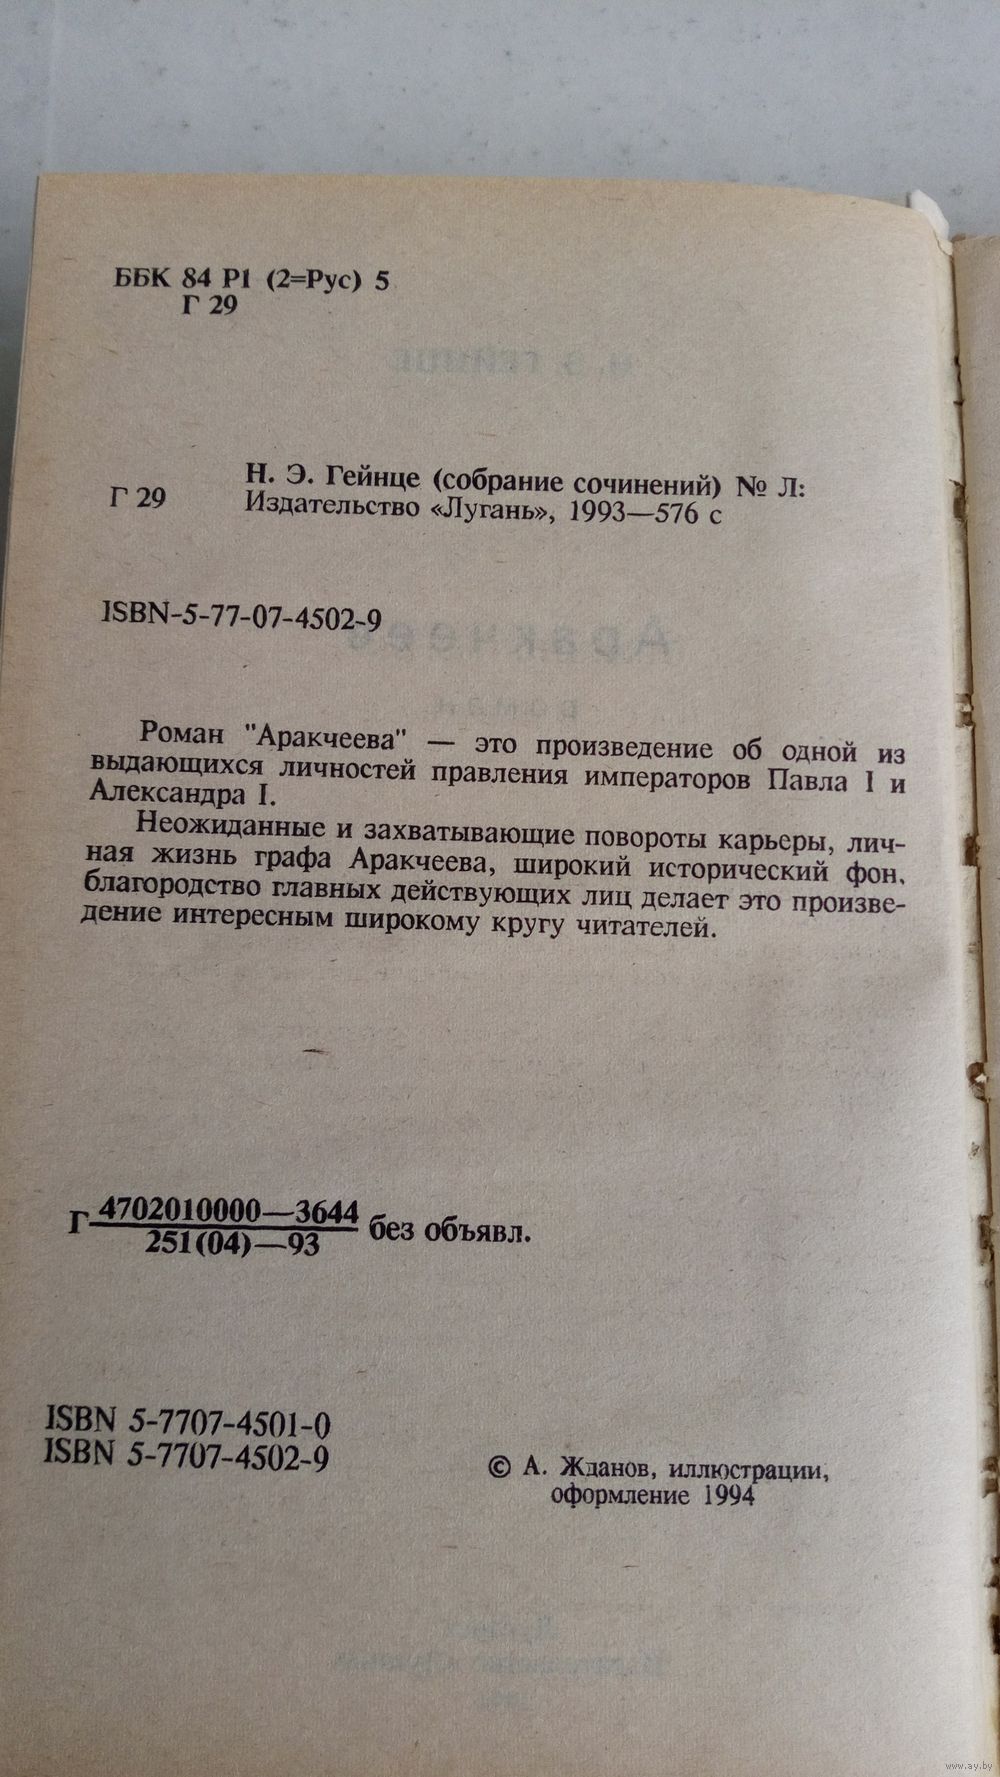 ББК 84 Р1 (2=Рус) 5
Г 29
Н. Э. Гейнце (собрание сочинений) № Л:
Г 29
Издательство «Лугань», 1993—576 с
ISBN-5-77-07-4502-9
Роман "Аракчеева" — это произведение об одной из
выдающихся личностей правления императоров Павла I и
Александра I.
Неожиданные и захватывающие повороты карьеры, лич-
ная жизнь графа Аракчеева, широкий исторический фон,
благородство главных действующих лиц делает это произве-
дение интересным широкому кругу читателей.
Г 4702010000—3644 без объявл.
251(04)—93
ISBN 5-7707-4501-0
ISBN 5-7707-4502-9
© А. Жданов, иллюстрации,
оформление 1994
www.ay.by